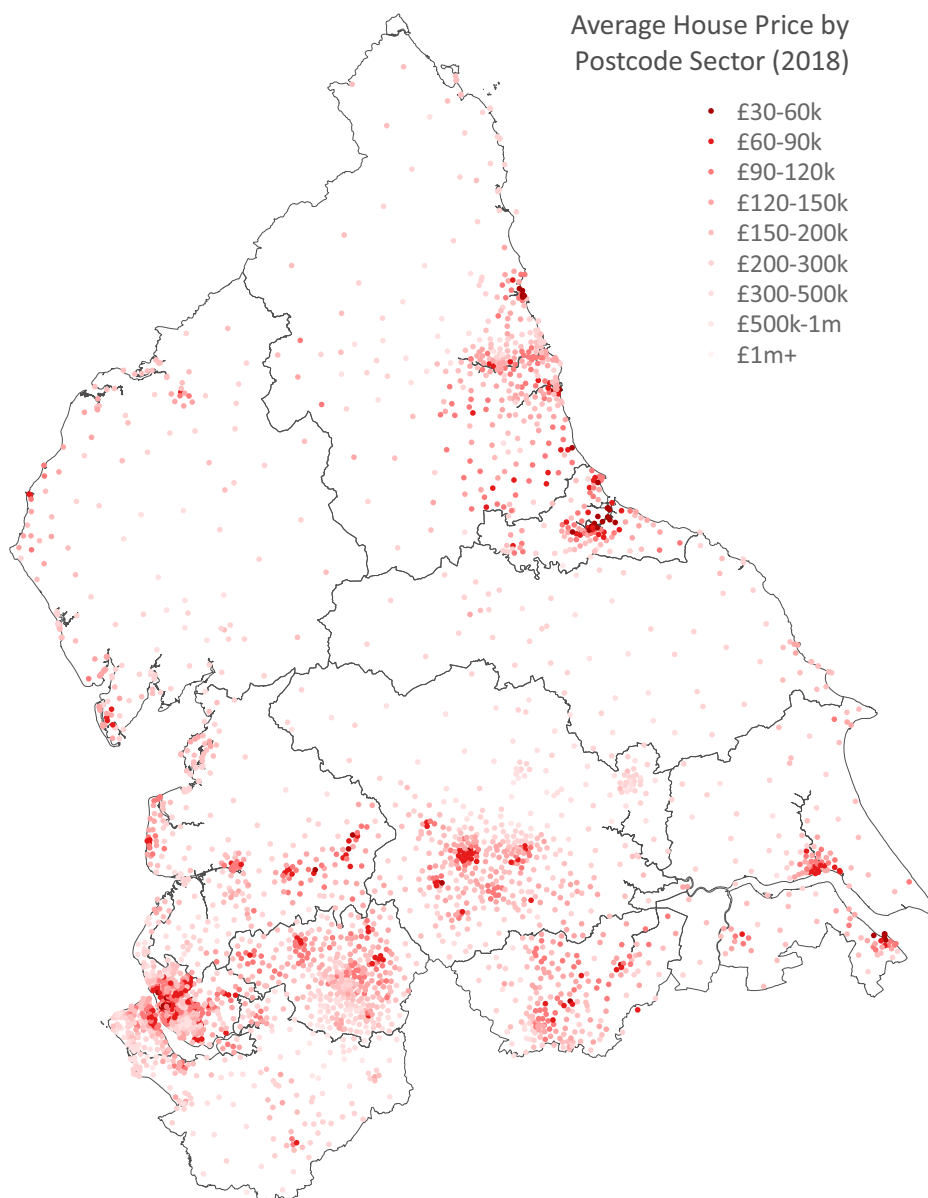 Average House Price by
Postcode Sector (2018)
£30-60k
£60-90k
£90-120k
£120-150k
£150-200k
£200-300k
£300-500k
£500k-1m
£1m+